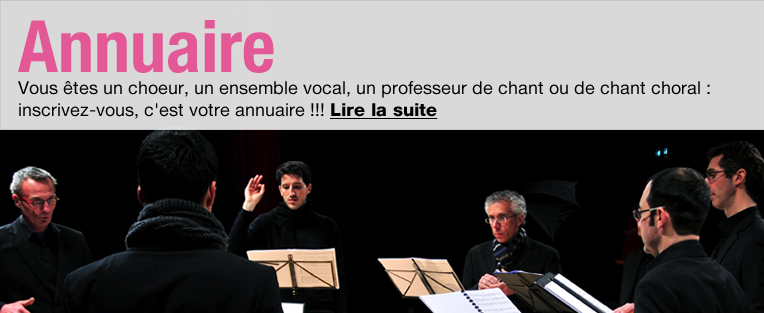 Annuaire
Vous êtes un choeur, un ensemble vocal, un professeur de chant ou de chant choral :
inscrivez-vous, c'est votre annuaire !!! Lire la suite